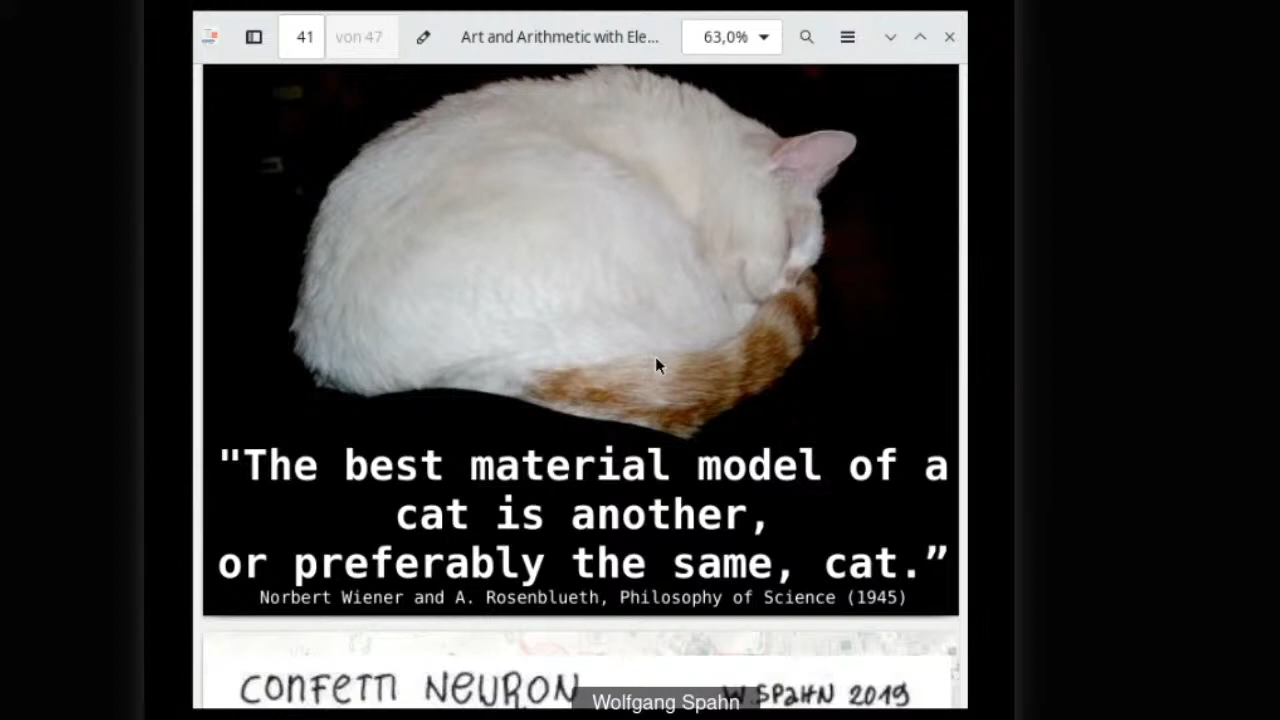 41 von 47 Art and Arithmetic with Ele... 63,0%
"The best material model of a
cat is another,
or preferably the same, cat.”
Norbert Wiener and A. Rosenblueth, Philosophy of Science (1945)
CONFETTI NEURON W SPAHN 2019
Wolfgang Spahn